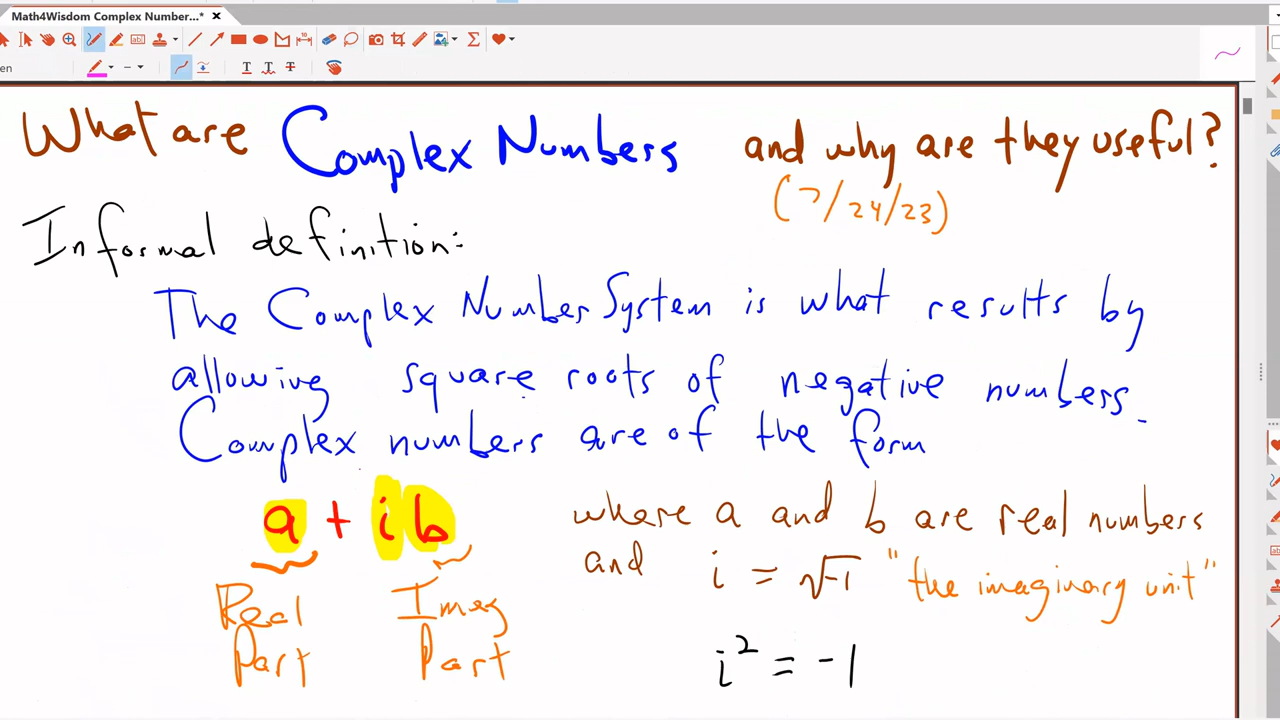 Math4Wisdom Complex Number...* ×
en
What are Complex Numbers and why are they useful?
(7/24/23)
Informal definition:
The Complex Number System is what results by
allowing square roots of negative numbers.
Complex numbers are of the form
a + ib where a and b are real numbers
and i = √-1 "the imaginary unit"
Real Imag
Part Part
i² = -1